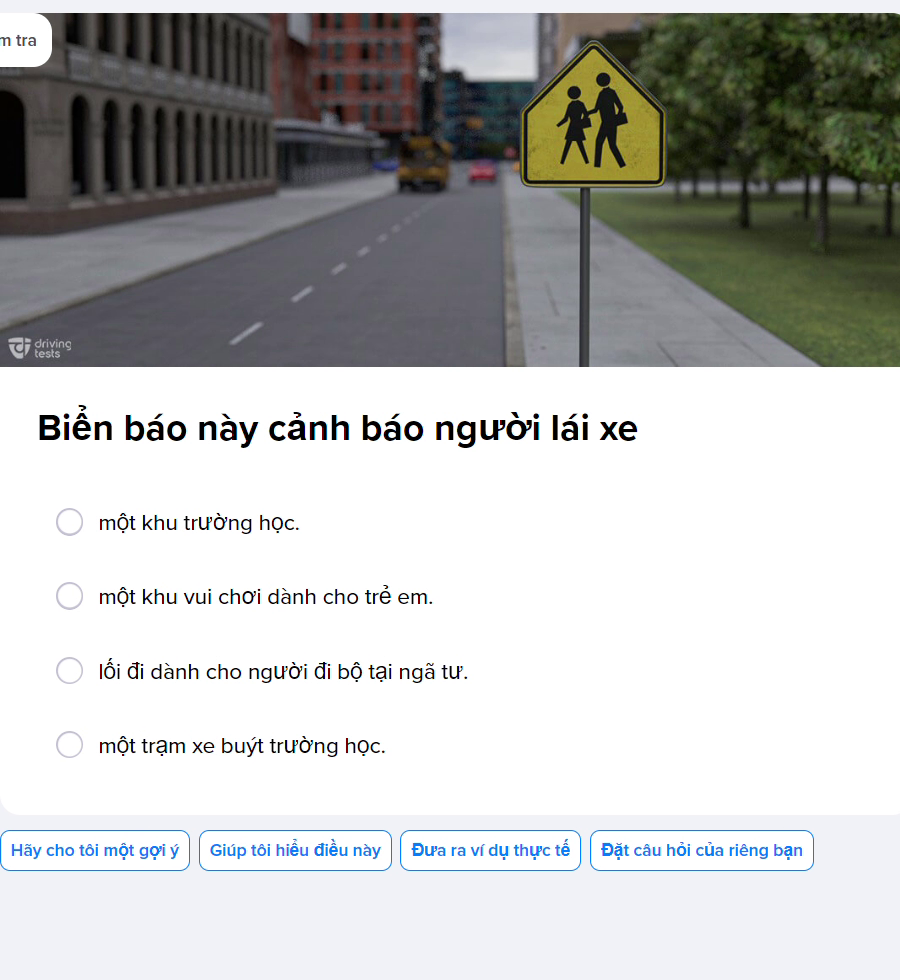 m tra
driving
tests
Biển báo này cảnh báo người lái xe
một khu trường học.
một khu vui chơi dành cho trẻ em.
lối đi dành cho người đi bộ tại ngã tư.
một trạm xe buýt trường học.
Hãy cho tôi một gợi ý Giúp tôi hiểu điều này Đưa ra ví dụ thực tế Đặt câu hỏi của riêng bạn